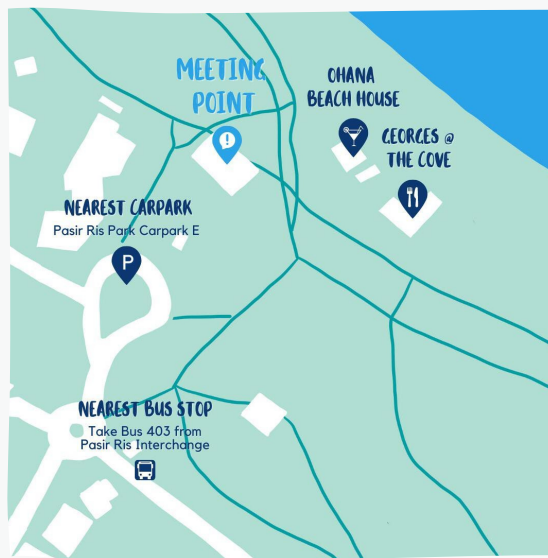 MEETING
POINT
OHANA
BEACH HOUSE
GEORGES @
THE COVE
NEAREST CARPARK
Pasir Ris Park Carpark E
P
NEAREST BUS STOP
Take Bus 403 from
Pasir Ris Interchange